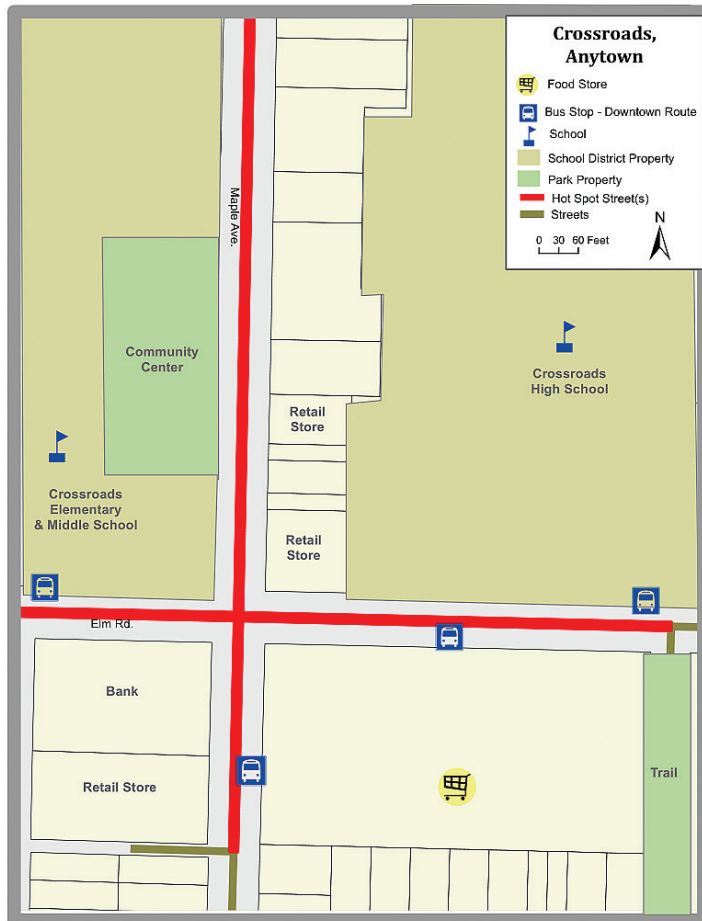 Crossroads,
Anytown
Food Store
Bus Stop - Downtown Route
School
School District Property
Park Property
Hot Spot Street(s)
Streets
0 30 60 Feet
N
Maple Ave.
Community
Center
Crossroads
High School
Retail
Store
Crossroads
Elementary
& Middle School
Retail
Store
Elm Rd.
Bank
Retail Store
Trail